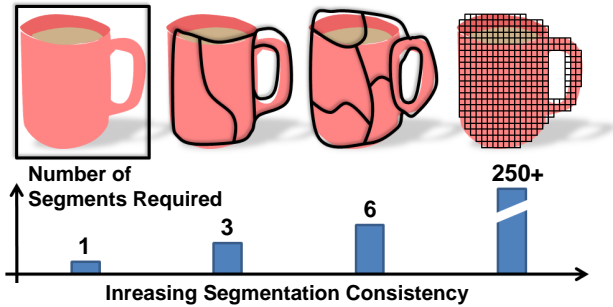 Number of
Segments Required
1
3
6
250+
Inreasing Segmentation Consistency